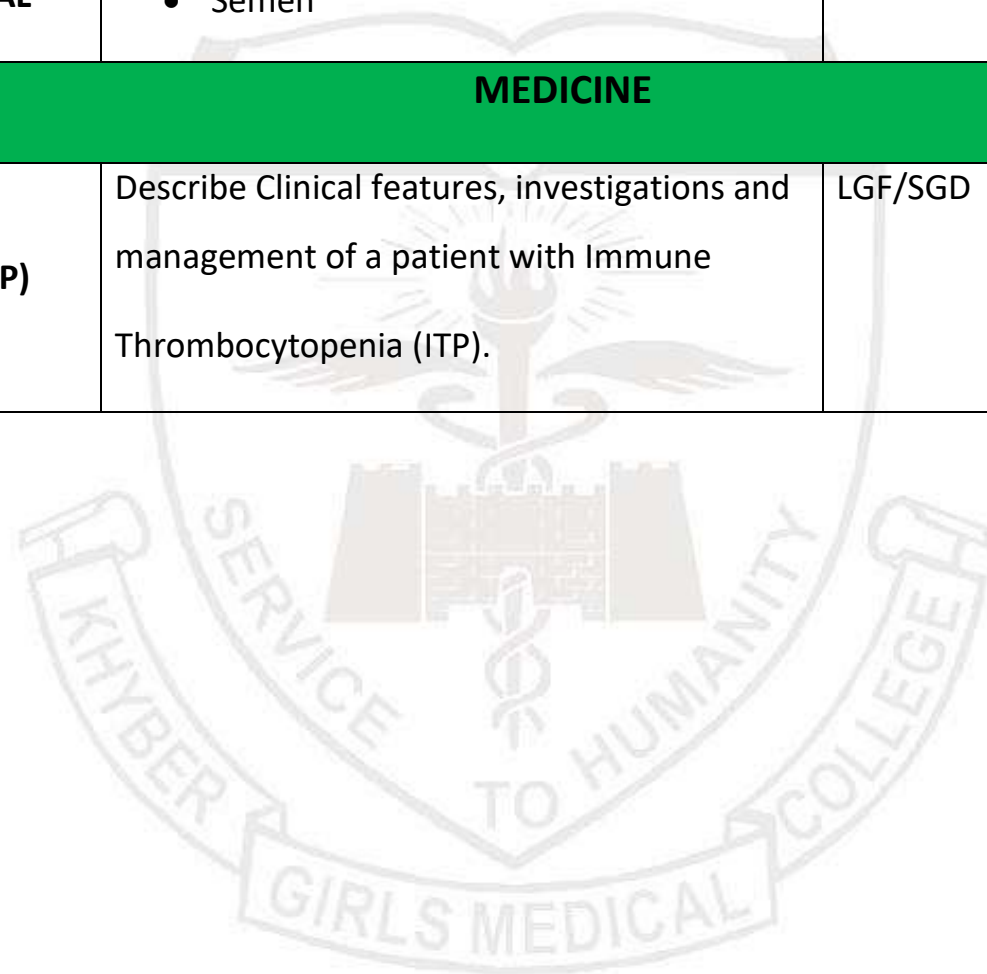 Semen
MEDICINE
Describe Clinical features, investigations and
LGF/SGD
management of a patient with Immune
P)
Thrombocytopenia (ITP).
SERVICE
TO HUMANITY
KHYBER
GIRLS MEDICAL
COLLEGE